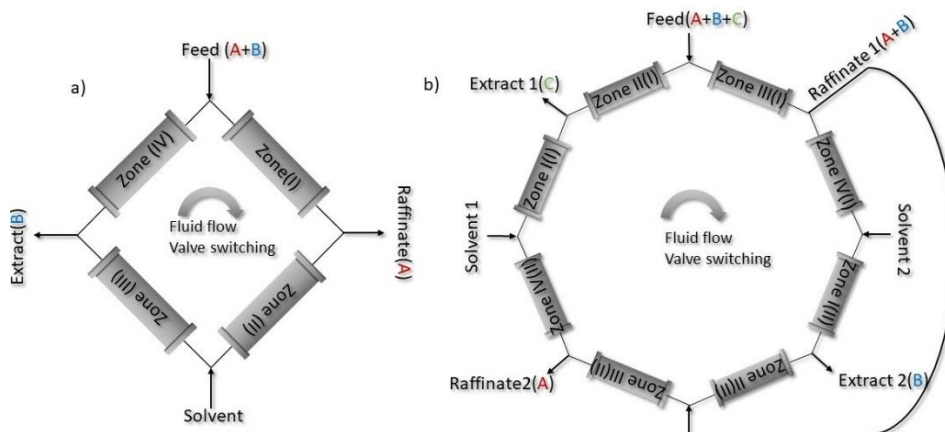 a)
Feed (A+B)
Zone (IV)
Zone(I)
Fluid flow
Valve switching
Extract(B)
Raffinate(A)
Zone (III)
Zone (II)
Solvent
b)
Feed(A+B+C)
Extract 1(C)
Raffinate 1(A+B)
Zone II(I)
Zone III(I)
Zone I(I)
Zone IV(I)
Solvent 1
Fluid flow
Valve switching
Solvent 2
Zone IV(II)
Zone I(II)
Raffinate2(A)
Zone III(II)
Zone II(II)
Extract 2(B)